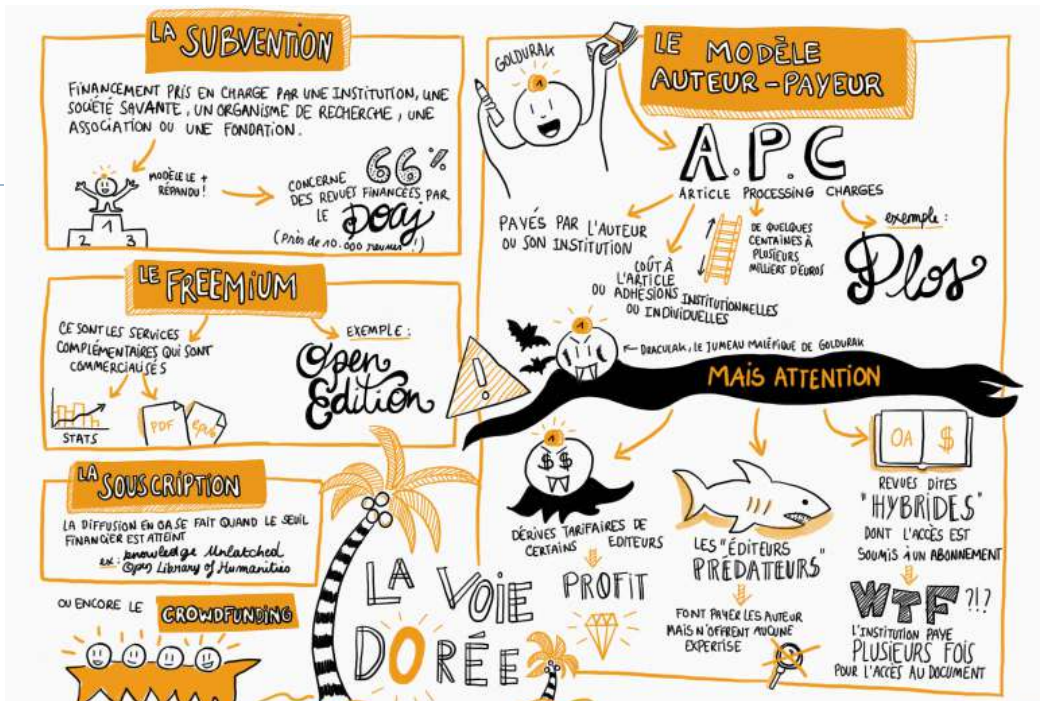 LA SUBVENTION
FINANCEMENT PRIS EN CHARGE PAR UNE INSTITUTION, UNE
SOCIÉTÉ SAVANTE, UN ORGANISME DE RECHERCHE, UNE
ASSOCIATION OU UNE FONDATION.
MODÈLE LE +
RÉPANDU !
1
2 3
66%
CONCERNE
DES REVUES FINANCÉES PAR
LE DOAJ
(Près de 10.000 revues !)
LE FREEMIUM
CE SONT LES SERVICES
COMPLÉMENTAIRES QUI SONT
COMMERCIALISÉS
STATS
PDF
epub
EXEMPLE :
Open
Edition
LA SOUSCRIPTION
LA DIFFUSION EN OA SE FAIT QUAND LE SEUIL
FINANCIER EST ATTEINT
ex : Knowledge Unlatched
Open Library of Humanities
OU ENCORE LE CROWDFUNDING
LA VOIE
DORÉE
GOLDURAK
1
LE MODÈLE
AUTEUR-PAYEUR
A.P.C
ARTICLE PROCESSING CHARGES
PAYÉS PAR L'AUTEUR
OU SON INSTITUTION
COÛT À
L'ARTICLE
OU ADHÉSIONS INSTITUTIONNELLES
OU INDIVIDUELLES
DE QUELQUES
CENTAINES À
PLUSIEURS
MILLIERS D'EUROS
exemple :
Plos
1
DRACULAK, LE JUMEAU MALÉFIQUE DE GOLDURAK
!
MAIS ATTENTION
1
$ $
DÉRIVES TARIFAIRES DE
CERTAINS EDITEURS
PROFIT
LES "ÉDITEURS
PRÉDATEURS"
FONT PAYER LES AUTEUR
MAIS N'OFFRENT AUCUNE
EXPERTISE
OA $
REVUES DITES
"HYBRIDES"
DONT L'ACCÈS EST
SOUMIS À UN ABONNEMENT
WTF ?!?
L'INSTITUTION PAYE
PLUSIEURS FOIS
POUR L'ACCÈS AU DOCUMENT